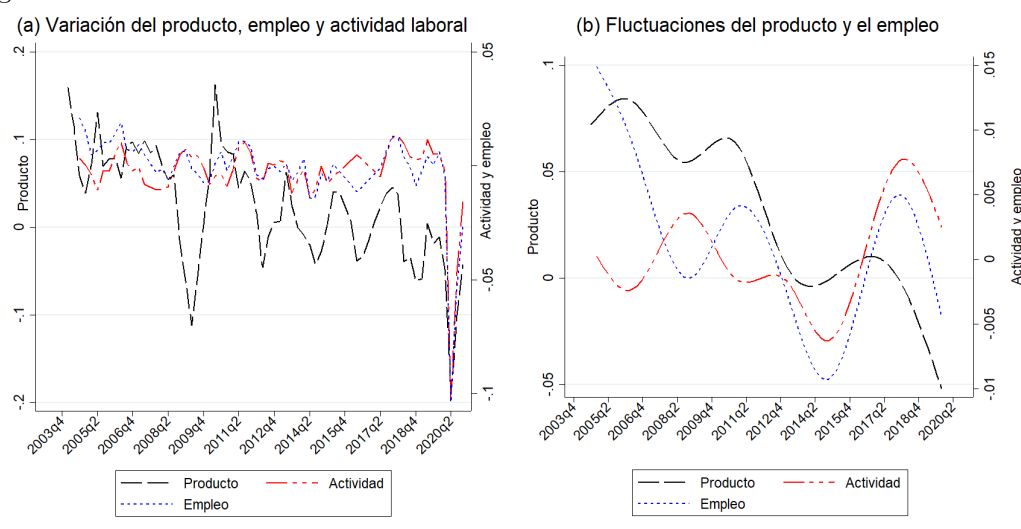 (a) Variación del producto, empleo y actividad laboral
.2
.1
0
-.1
-.2
Producto
.05
-.05
-.1
Actividad y empleo
2003q4 2005q2 2006q4 2008q2 2009q4 2011q2 2012q4 2014q2 2015q4 2017q2 2018q4 2020q2
Producto Actividad
Empleo
(b) Fluctuaciones del producto y el empleo
.1
.05
0
-.05
Producto
.015
.01
.005
0
-.005
-.01
Actividad y empleo
2003q4 2005q2 2006q4 2008q2 2009q4 2011q2 2012q4 2014q2 2015q4 2017q2 2018q4 2020q2
Producto Actividad
Empleo